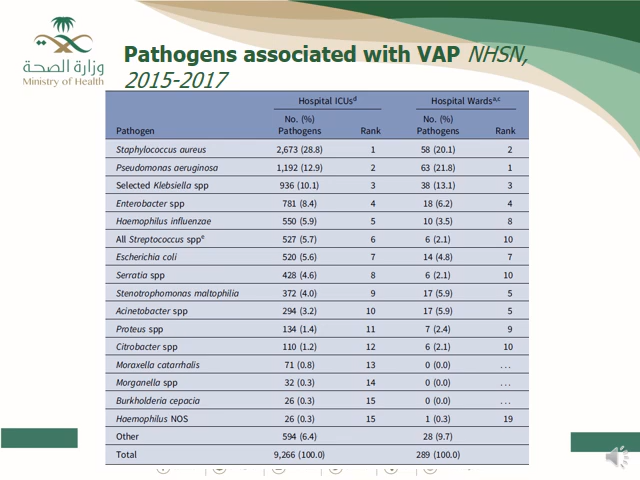 وزارة الصحة
Ministry of Health
Pathogens associated with VAP NHSN,
2015-2017
Hospital ICUsᵈ Hospital Wardsᵃ,ᶜ
No. (%) No. (%)
Pathogen Pathogens Rank Pathogens Rank
Staphylococcus aureus 2,673 (28.8) 1 58 (20.1) 2
Pseudomonas aeruginosa 1,192 (12.9) 2 63 (21.8) 1
Selected Klebsiella spp 936 (10.1) 3 38 (13.1) 3
Enterobacter spp 781 (8.4) 4 18 (6.2) 4
Haemophilus influenzae 550 (5.9) 5 10 (3.5) 8
All Streptococcus sppᵉ 527 (5.7) 6 6 (2.1) 10
Escherichia coli 520 (5.6) 7 14 (4.8) 7
Serratia spp 428 (4.6) 8 6 (2.1) 10
Stenotrophomonas maltophilia 372 (4.0) 9 17 (5.9) 5
Acinetobacter spp 294 (3.2) 10 17 (5.9) 5
Proteus spp 134 (1.4) 11 7 (2.4) 9
Citrobacter spp 110 (1.2) 12 6 (2.1) 10
Moraxella catarrhalis 71 (0.8) 13 0 (0.0) ...
Morganella spp 32 (0.3) 14 0 (0.0) ...
Burkholderia cepacia 26 (0.3) 15 0 (0.0) ...
Haemophilus NOS 26 (0.3) 15 1 (0.3) 19
Other 594 (6.4) 28 (9.7)
Total 9,266 (100.0) 289 (100.0)